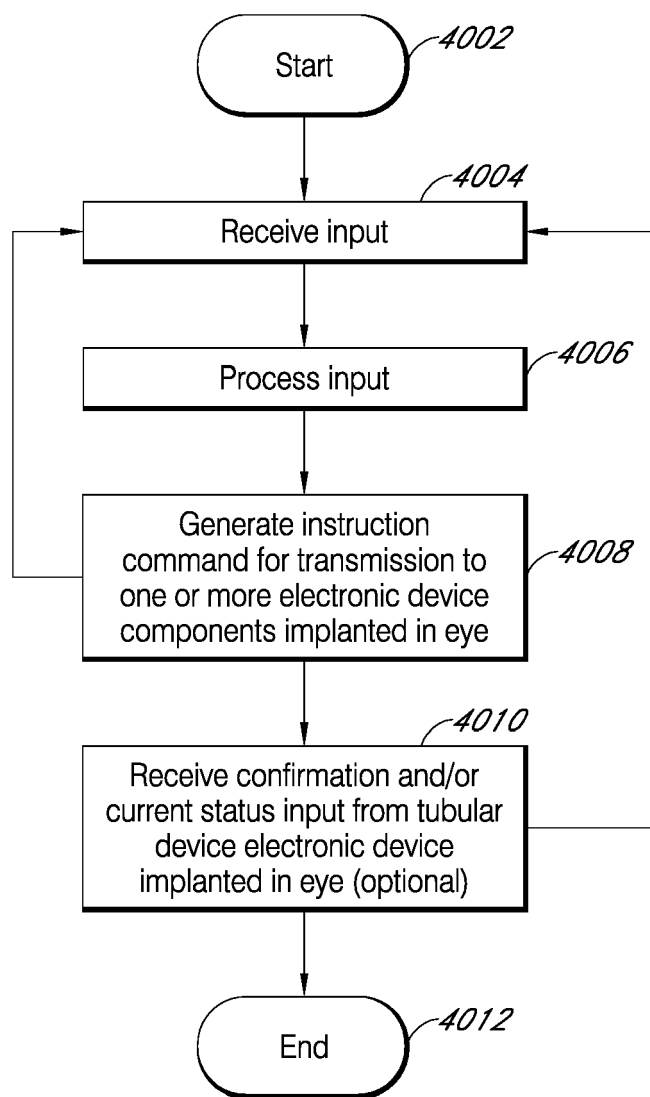 4002
Start
4004
Receive input
4006
Process input
Generate instruction
command for transmission to
one or more electronic device
components implanted in eye
4008
4010
Receive confirmation and/or
current status input from tubular
device electronic device
implanted in eye (optional)
End
4012